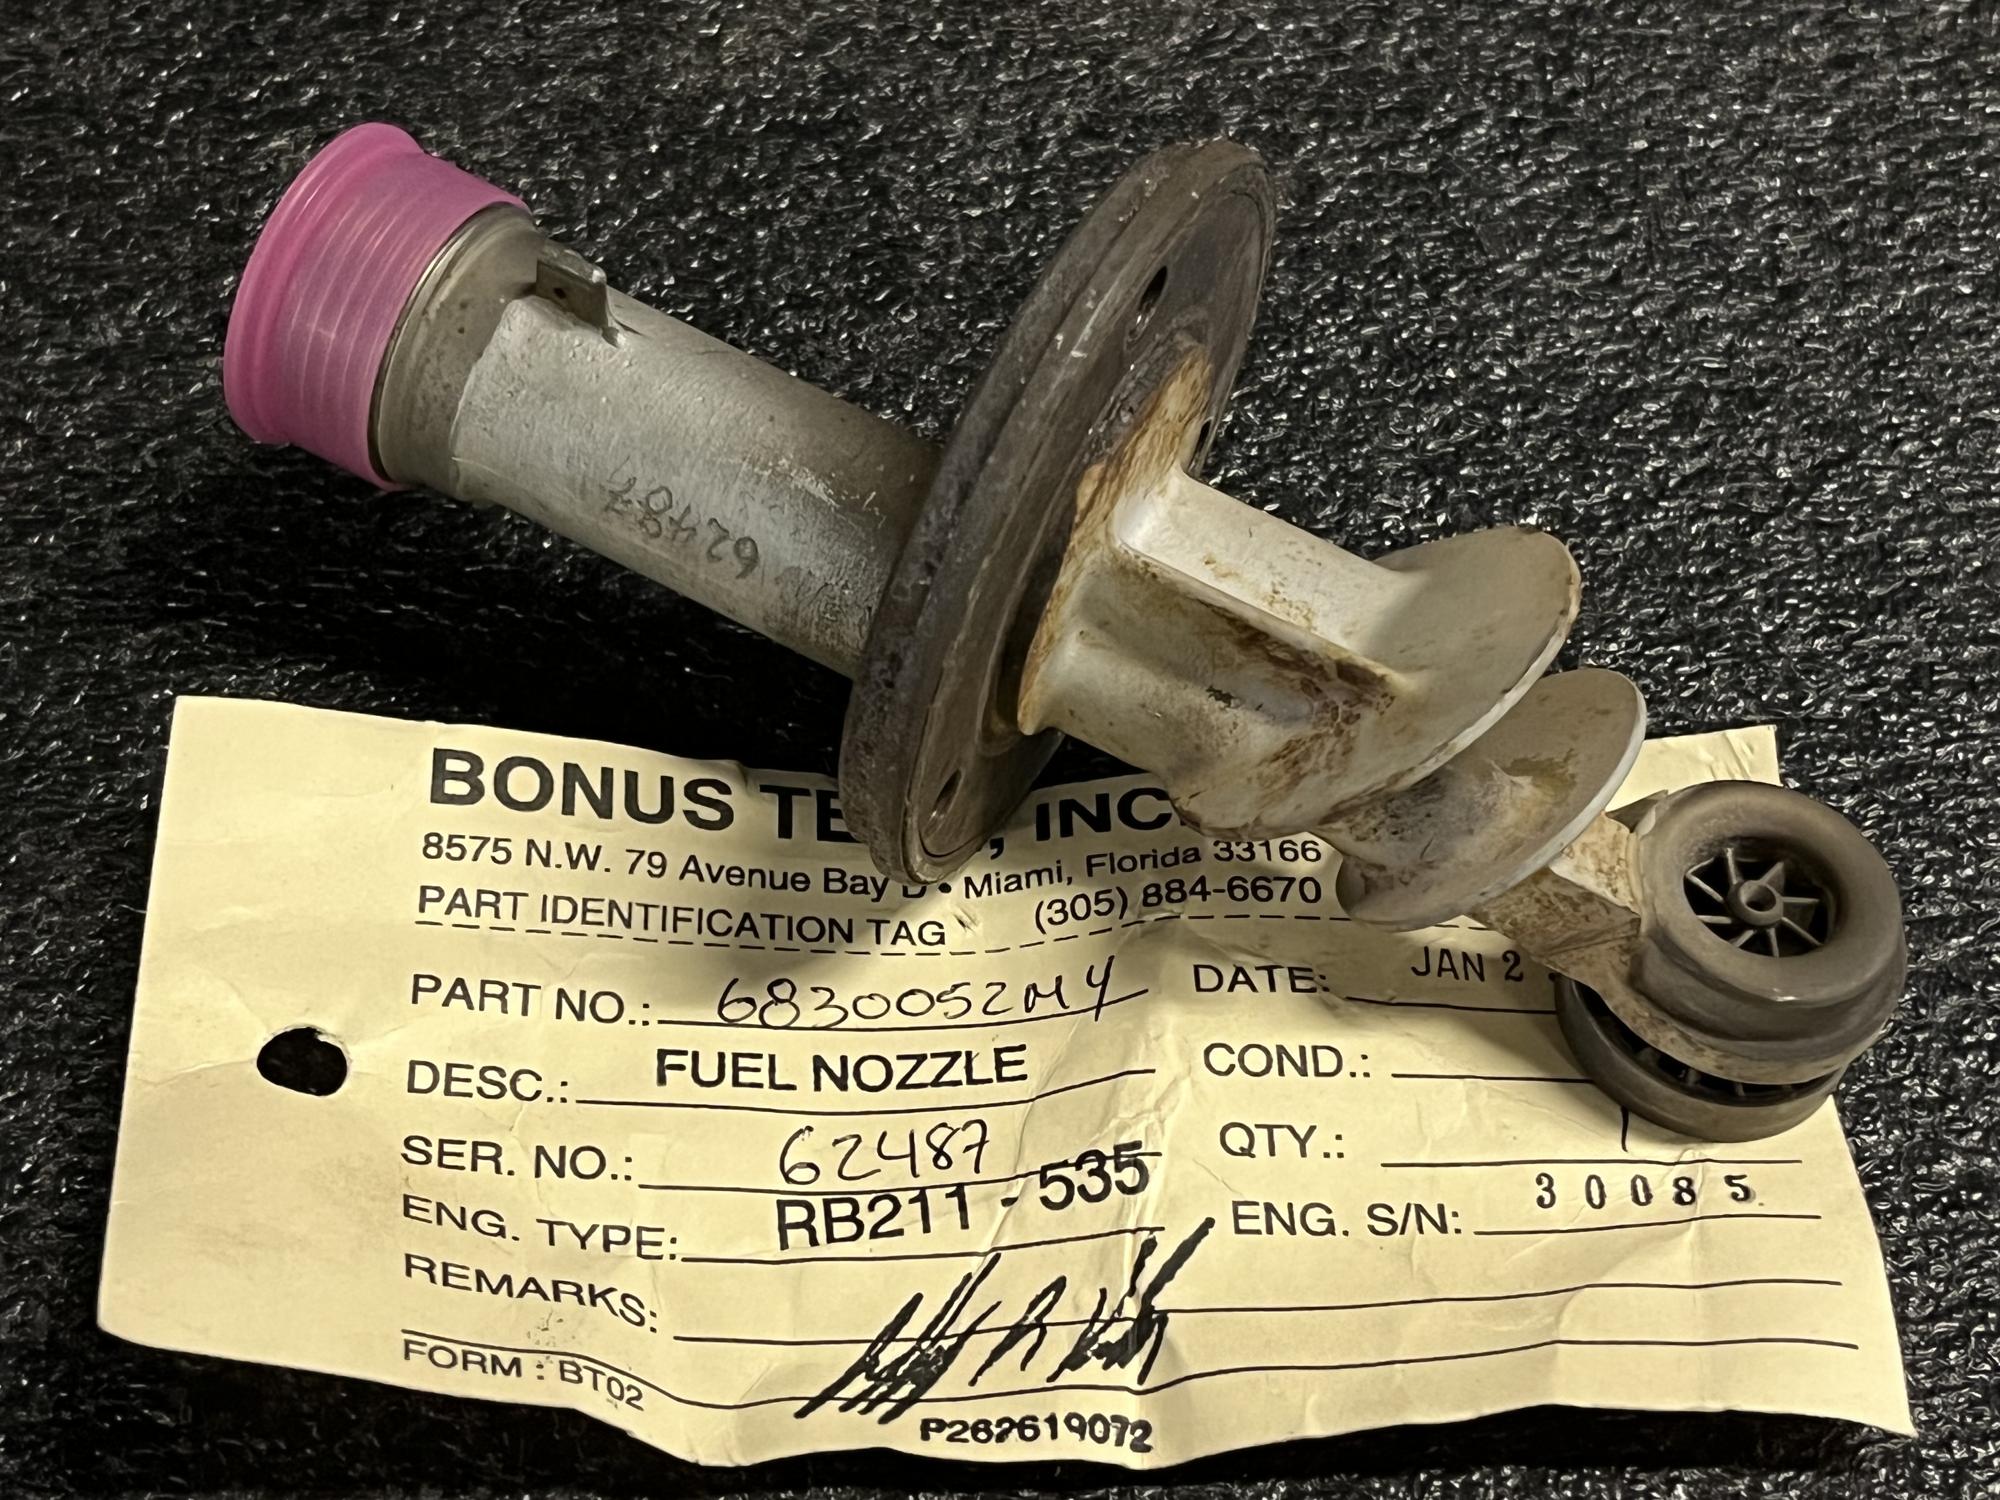 62487
BONUS INC.
8575 N.W. 79 Avenue Bay • Miami, Florida 33166
PART IDENTIFICATION TAG (305) 884-6670
PART NO.: 6830052M4 DATE: JAN 2
DESC.: FUEL NOZZLE COND.:
SER. NO.: 62487 QTY.: 1
ENG. TYPE: RB211-535 ENG. S/N: 30085
REMARKS:
FORM : BT02
P262619072